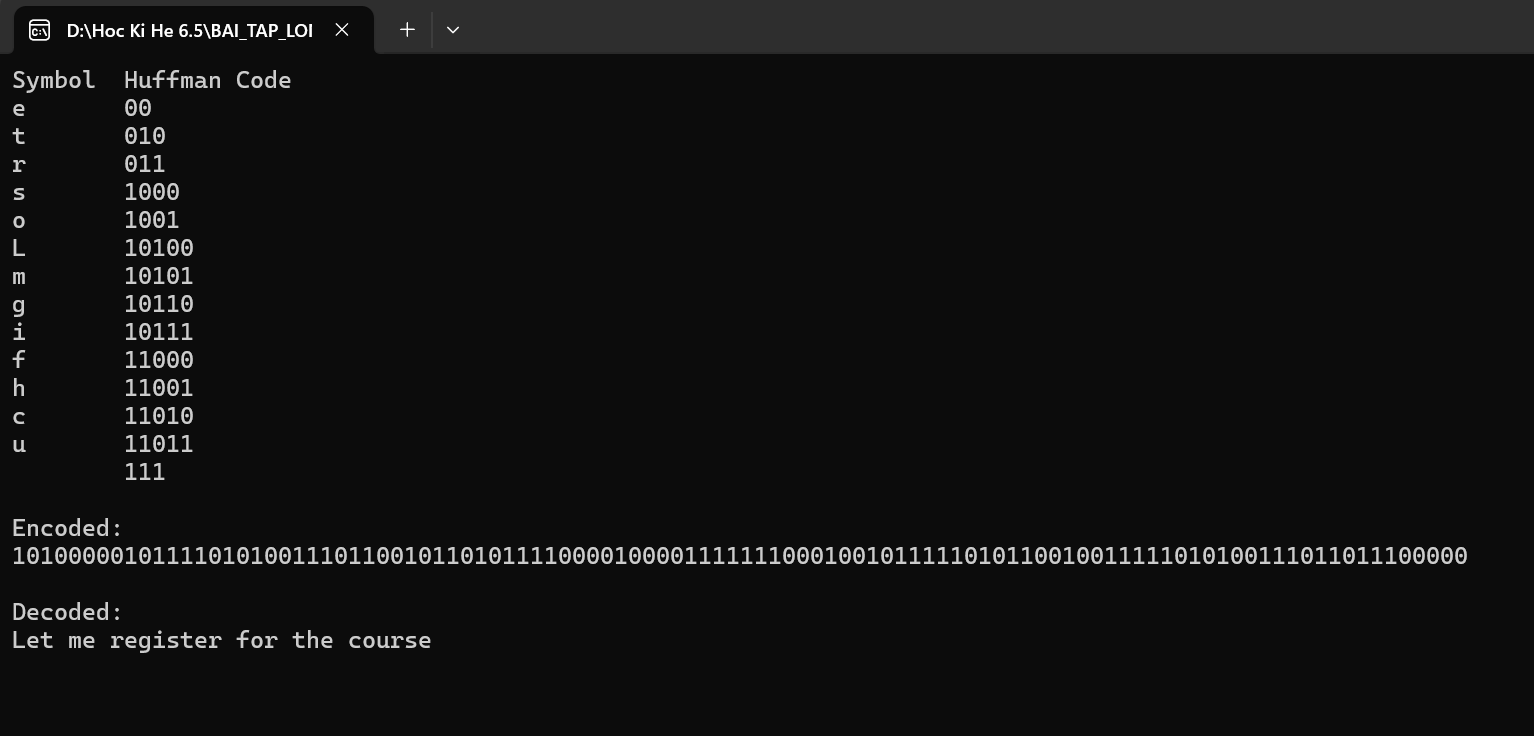 D:\Hoc Ki He 6.5\BAI_TAP_LOI
Symbol Huffman Code
e 00
t 010
r 011
s 1000
o 1001
L 10100
m 10101
g 10110
i 10111
f 11000
h 11001
c 11010
u 11011
111
Encoded:
10100000101111010100111011001011010111100001000011111110001001011111010110010011111010100111011011100000
Decoded:
Let me register for the course